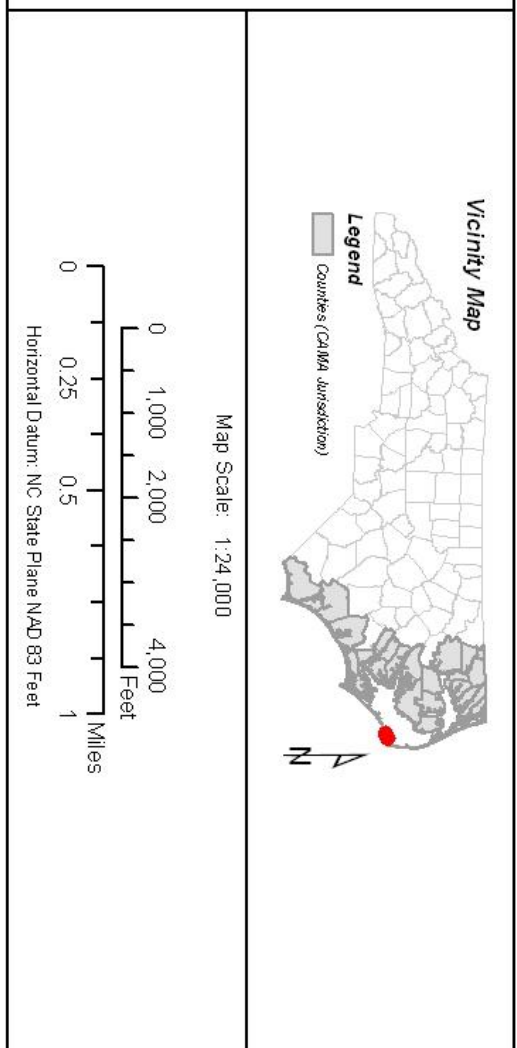 Vicinity Map
Legend
Counties (CAMA Jurisdiction)
N
Map Scale: 1:24,000
0 1,000 2,000 4,000
Feet
0 0.25 0.5 1
Miles
Horizontal Datum: NC State Plane NAD 83 Feet